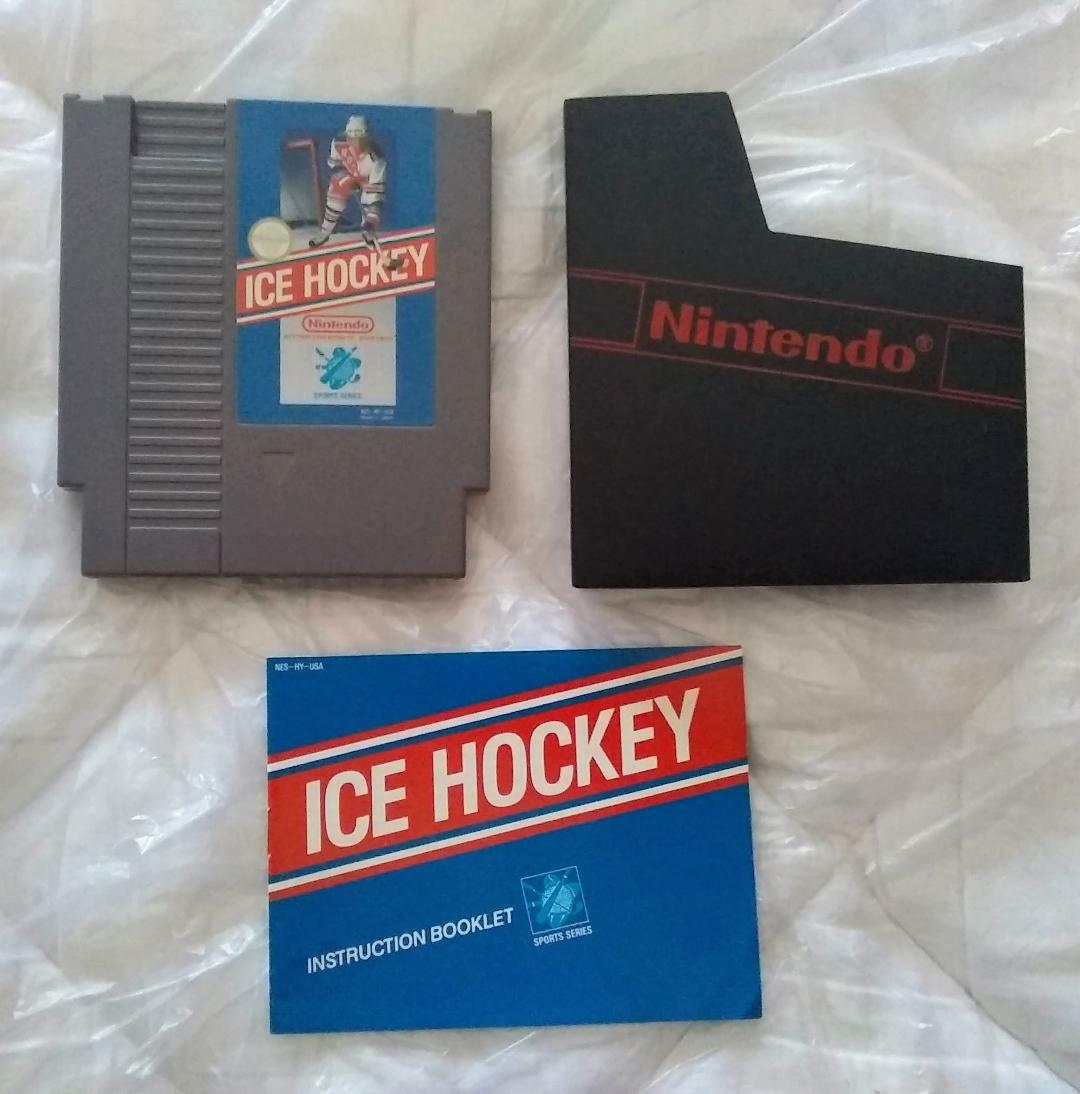 ICE HOCKEY
Nintendo
SPORTS SERIES
Nintendo®
NES-HY-USA
ICE HOCKEY
INSTRUCTION BOOKLET
SPORTS SERIES